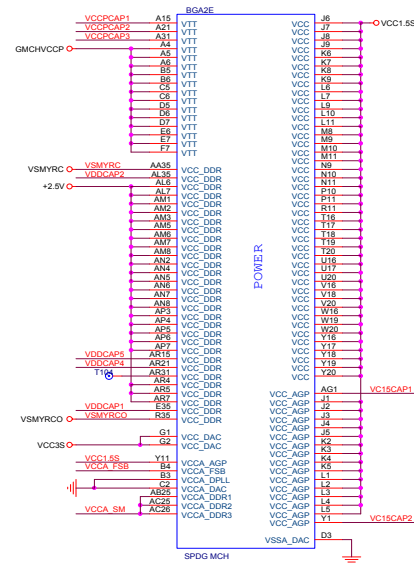 BGA2E
VCCPCAP1 A15 VTT VCC J6 VCC1.5S
VCCPCAP2 A21 VTT VCC J7
VCCPCAP3 A31 VTT VCC J8
GMCHVCCP A4 VTT VCC J9
A5 VTT VCC K6
A6 VTT VCC K7
B5 VTT VCC K8
B6 VTT VCC K9
C5 VTT VCC L6
C6 VTT VCC L7
D5 VTT VCC L9
D6 VTT VCC L10
D7 VTT VCC L11
E6 VTT VCC M8
E7 VTT VCC M9
F7 VTT VCC M10
VCC M11
VSMYRC VSMYRC AA35 VCC_DDR VCC N9
VDDCAP2 AL35 VCC_DDR VCC N10
+2.5V AL6 VCC_DDR VCC N11
AL7 VCC_DDR VCC P10
AM1 VCC_DDR VCC P11
AM2 VCC_DDR VCC R11
AM3 VCC_DDR VCC T16
AM5 VCC_DDR VCC T17
AM6 VCC_DDR VCC T18
AM7 VCC_DDR VCC T19
AM8 VCC_DDR VCC T20
AN2 VCC_DDR VCC U16
AN4 VCC_DDR VCC U17
AN5 VCC_DDR VCC U20
AN6 VCC_DDR VCC V16
AN7 VCC_DDR VCC V18
AN8 VCC_DDR VCC V20
AP3 VCC_DDR VCC W16
AP4 VCC_DDR VCC W19
AP5 VCC_DDR VCC W20
AP6 VCC_DDR VCC Y16
AP7 VCC_DDR VCC Y17
VDDCAP5 AR15 VCC_DDR VCC Y18
VDDCAP4 AR21 VCC_DDR VCC Y19
AR31 VCC_DDR VCC Y20
AR4 VCC_DDR
AR5 VCC_DDR VCC_AGP AG1 VC15CAP1
AR7 VCC_DDR VCC_AGP J1
VDDCAP1 E35 VCC_DDR VCC_AGP J2
VSMYRCO R35 VCC_DDR VCC_AGP J3
VCC_AGP J4
G1 VCC_DAC VCC_AGP J5
VCC3S G2 VCC_DAC VCC_AGP K2
VCC_AGP K3
VCC1.5S Y11 VCCA_AGP VCC_AGP K4
VCCA_FSB B4 VCCA_FSB VCC_AGP K5
B3 VCCA_DPLL VCC_AGP L1
C2 VCCA_DAC VCC_AGP L2
AB25 VCCA_DDR1 VCC_AGP L3
AC25 VCCA_DDR2 VCC_AGP L4
VCCA_SM AC26 VCCA_DDR3 VCC_AGP L5
VCC_AGP Y1 VC15CAP2
VSSA_DAC D3
POWER
SPDG MCH